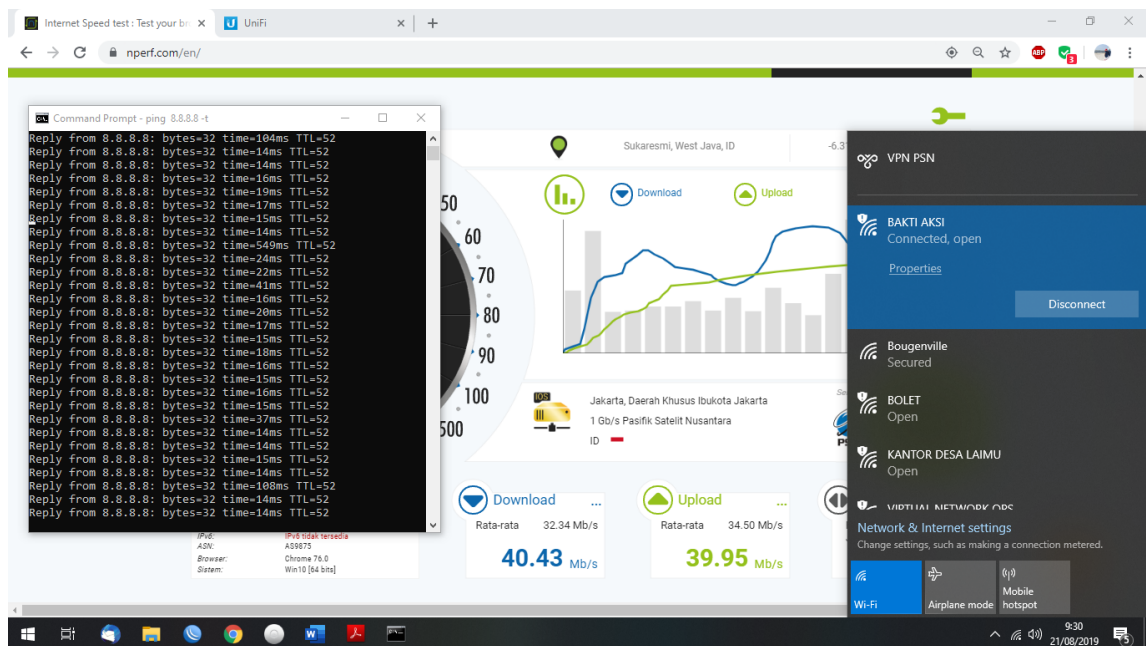 Internet Speed test : Test your br
UniFi
nperf.com/en/
ABP
3
Command Prompt - ping 8.8.8.8 -t
Reply from 8.8.8.8: bytes=32 time=104ms TTL=52
Reply from 8.8.8.8: bytes=32 time=14ms TTL=52
Reply from 8.8.8.8: bytes=32 time=14ms TTL=52
Reply from 8.8.8.8: bytes=32 time=16ms TTL=52
Reply from 8.8.8.8: bytes=32 time=19ms TTL=52
Reply from 8.8.8.8: bytes=32 time=17ms TTL=52
Reply from 8.8.8.8: bytes=32 time=15ms TTL=52
Reply from 8.8.8.8: bytes=32 time=14ms TTL=52
Reply from 8.8.8.8: bytes=32 time=549ms TTL=52
Reply from 8.8.8.8: bytes=32 time=24ms TTL=52
Reply from 8.8.8.8: bytes=32 time=22ms TTL=52
Reply from 8.8.8.8: bytes=32 time=41ms TTL=52
Reply from 8.8.8.8: bytes=32 time=16ms TTL=52
Reply from 8.8.8.8: bytes=32 time=20ms TTL=52
Reply from 8.8.8.8: bytes=32 time=17ms TTL=52
Reply from 8.8.8.8: bytes=32 time=15ms TTL=52
Reply from 8.8.8.8: bytes=32 time=18ms TTL=52
Reply from 8.8.8.8: bytes=32 time=16ms TTL=52
Reply from 8.8.8.8: bytes=32 time=15ms TTL=52
Reply from 8.8.8.8: bytes=32 time=16ms TTL=52
Reply from 8.8.8.8: bytes=32 time=15ms TTL=52
Reply from 8.8.8.8: bytes=32 time=37ms TTL=52
Reply from 8.8.8.8: bytes=32 time=14ms TTL=52
Reply from 8.8.8.8: bytes=32 time=14ms TTL=52
Reply from 8.8.8.8: bytes=32 time=15ms TTL=52
Reply from 8.8.8.8: bytes=32 time=14ms TTL=52
Reply from 8.8.8.8: bytes=32 time=108ms TTL=52
Reply from 8.8.8.8: bytes=32 time=14ms TTL=52
Reply from 8.8.8.8: bytes=32 time=14ms TTL=52
IPv6: IPv6 tidak tersedia
ASN: AS9875
Browser: Chrome 76.0
Sistem: Win10 [64 bits]
50
60
70
80
90
100
500
Sukaresmi, West Java, ID
-6.3
Download
Upload
IOS
Jakarta, Daerah Khusus Ibukota Jakarta
1 Gb/s Pasifik Satelit Nusantara
ID
Download ...
Rata-rata 32.34 Mb/s
40.43 Mb/s
Upload ...
Rata-rata 34.50 Mb/s
39.95 Mb/s
VPN PSN
BAKTI AKSI
Connected, open
Properties
Disconnect
Bougenville
Secured
BOLET
Open
KANTOR DESA LAIMU
Open
VIRTUAL NETWORK OPS
Network & Internet settings
Change settings, such as making a connection metered.
Wi-Fi
Airplane mode
Mobile
hotspot
9:30
21/08/2019
5